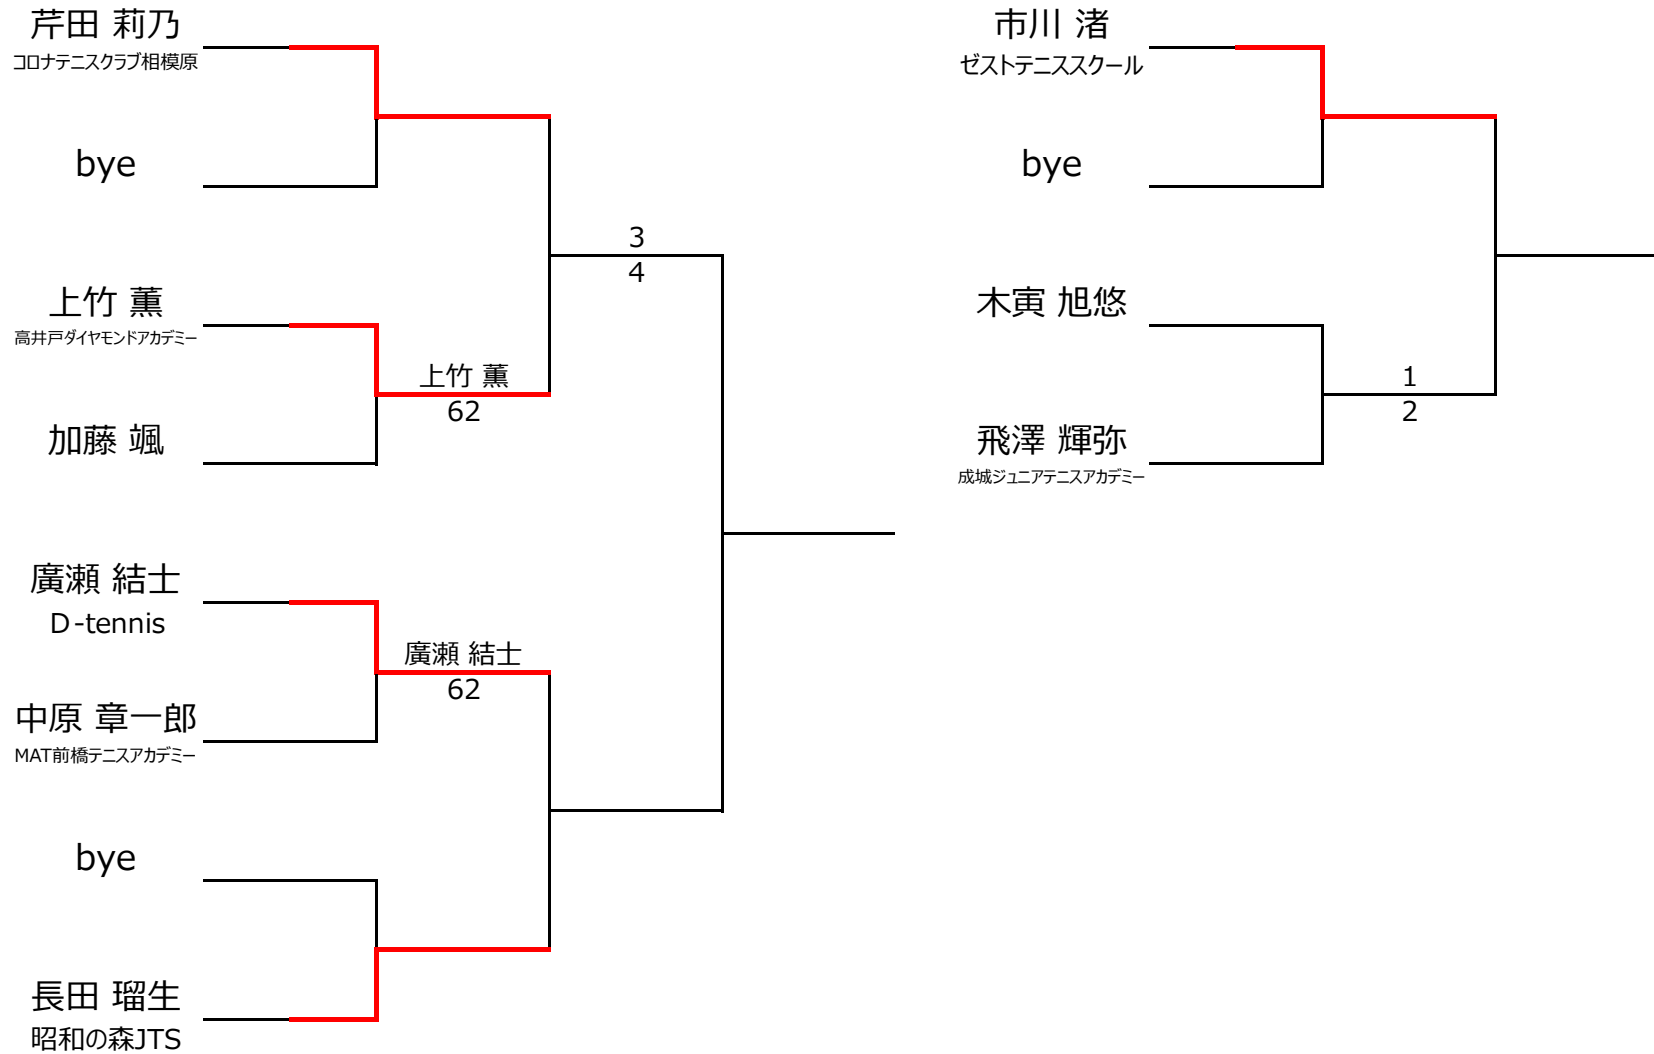 芹田 莉乃
コロナテニスクラブ相模原
bye
3
4
上竹 薫
高井戸ダイヤモンドアカデミー
上竹 薫
62
加藤 颯
廣瀬 結士
D-tennis
廣瀬 結士
62
中原 章一郎
MAT前橋テニスアカデミー
bye
長田 瑠生
昭和の森JTS
市川 渚
ゼストテニススクール
bye
木寅 旭悠
1
2
飛澤 輝弥
成城ジュニアテニスアカデミー